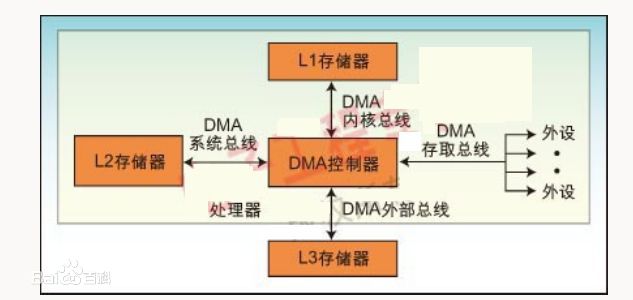 L1存储器
DMA
内核总线
DMA
系统总线
DMA
存取总线
外设
L2存储器
DMA控制器
外设
处理器
DMA外部总线
L3存储器
Baidu百科